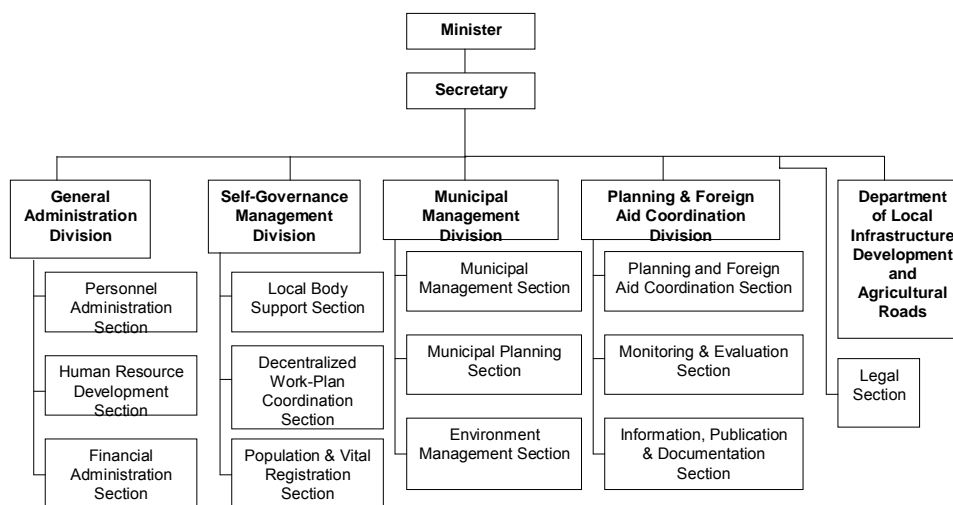 Minister
Secretary
General
Administration
Division
Self-Governance
Management
Division
Municipal
Management
Division
Planning & Foreign
Aid Coordination
Division
Department
of Local
Infrastructure
Development
and
Agricultural
Roads
Personnel
Administration
Section
Human Resource
Development
Section
Financial
Administration
Section
Local Body
Support Section
Decentralized
Work-Plan
Coordination
Section
Population & Vital
Registration
Section
Municipal
Management Section
Municipal Planning
Section
Environment
Management Section
Planning and Foreign
Aid Coordination Section
Monitoring & Evaluation
Section
Information, Publication
& Documentation
Section
Legal
Section